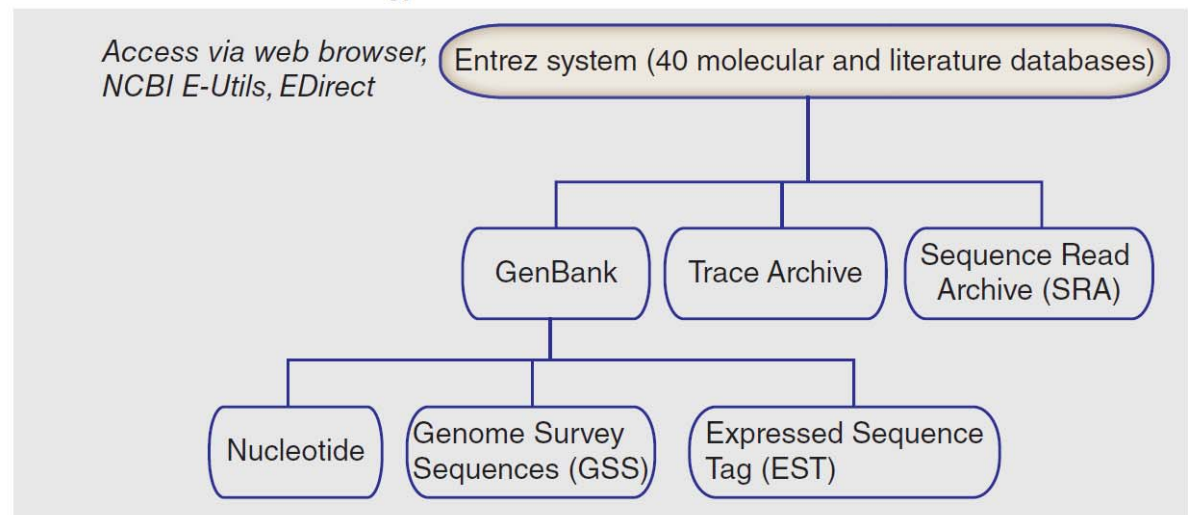 Access via web browser,
NCBI E-Utils, EDirect
Entrez system (40 molecular and literature databases)
GenBank
Trace Archive
Sequence Read
Archive (SRA)
Nucleotide
Genome Survey
Sequences (GSS)
Expressed Sequence
Tag (EST)